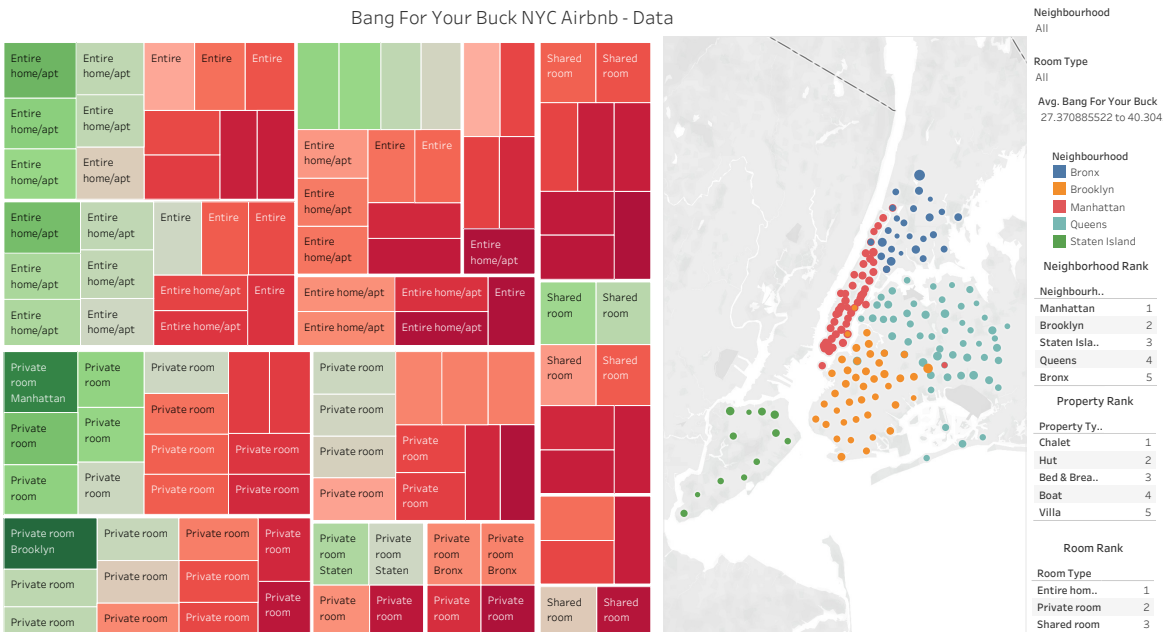 Bang For Your Buck NYC Airbnb - Data
Entire
home/apt
Entire
home/apt
Entire
Entire
Entire
Entire
home/apt
Entire
home/apt
Entire
home/apt
Entire
home/apt
Entire
home/apt
Entire
home/apt
Entire
Entire
Entire
Entire
home/apt
Entire
home/apt
Entire
home/apt
Entire
home/apt
Entire home/apt
Entire
Entire home/apt
Entire
home/apt
Entire
Entire
Entire
home/apt
Entire
home/apt
Entire
home/apt
Entire home/apt
Entire home/apt
Entire
Entire home/apt
Entire home/apt
Shared
room
Shared
room
Shared
room
Shared
room
Shared
room
Shared
room
Shared
room
Shared
room
Private
room
Manhattan
Private
room
Private room
Private
room
Private
room
Private room
Private room
Private room
Private
room
Private
room
Private room
Private room
Private room
Private room
Private room
Private room
Private
room
Private
room
Private room
Brooklyn
Private room
Private room
Private
room
Private room
Private room
Private room
Private
room
Private room
Private room
Private room
Private
room
Staten
Private
room
Staten
Private
room
Bronx
Private
room
Bronx
Private
room
Private
room
Private
room
Private
room
Neighbourhood
All
Room Type
All
Avg. Bang For Your Buck
27.370885522 to 40.304
Neighbourhood
Bronx
Brooklyn
Manhattan
Queens
Staten Island
Neighborhood Rank
Neighbourh..
Manhattan 1
Brooklyn 2
Staten Isla.. 3
Queens 4
Bronx 5
Property Rank
Property Ty..
Chalet 1
Hut 2
Bed & Brea.. 3
Boat 4
Villa 5
Room Rank
Room Type
Entire hom.. 1
Private room 2
Shared room 3